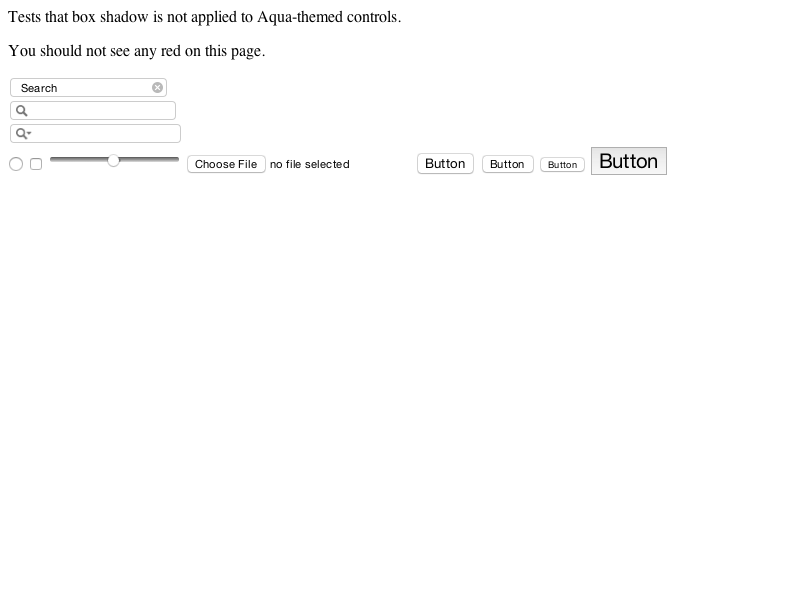 Tests that box shadow is not applied to Aqua-themed controls.
You should not see any red on this page.
Search
Choose File no file selected Button Button Button Button